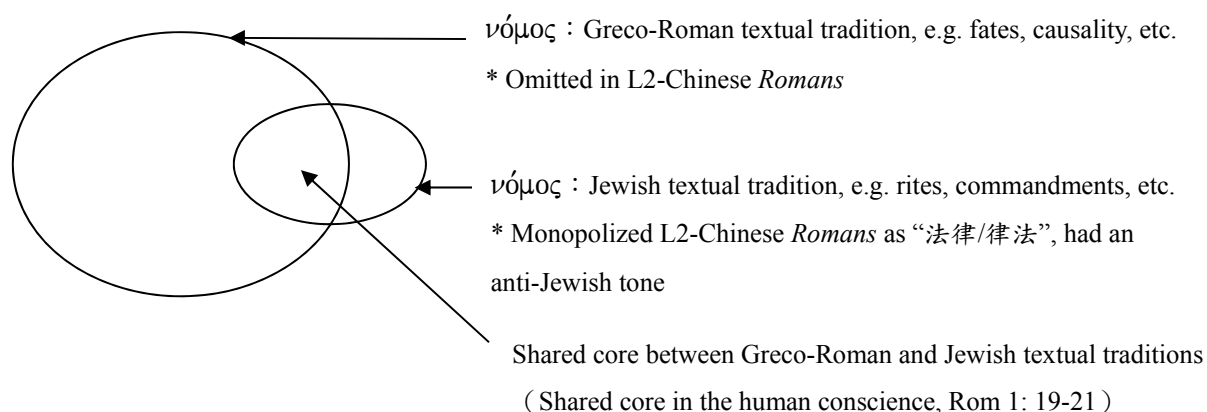 νόμος：Greco-Roman textual tradition, e.g. fates, causality, etc.
* Omitted in L2-Chinese Romans
νόμος：Jewish textual tradition, e.g. rites, commandments, etc.
* Monopolized L2-Chinese Romans as “法律/律法”, had an
anti-Jewish tone
Shared core between Greco-Roman and Jewish textual traditions
（Shared core in the human conscience, Rom 1: 19-21）